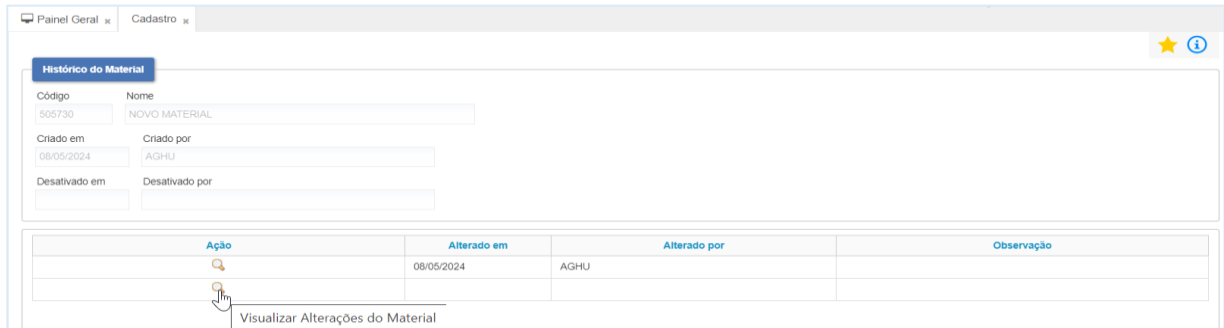 Painel Geral Cadastro
Histórico do Material
Código Nome
505730 NOVO MATERIAL
Criado em Criado por
08/05/2024 AGHU
Desativado em Desativado por
Ação Alterado em Alterado por Observação
08/05/2024 AGHU
Visualizar Alterações do Material